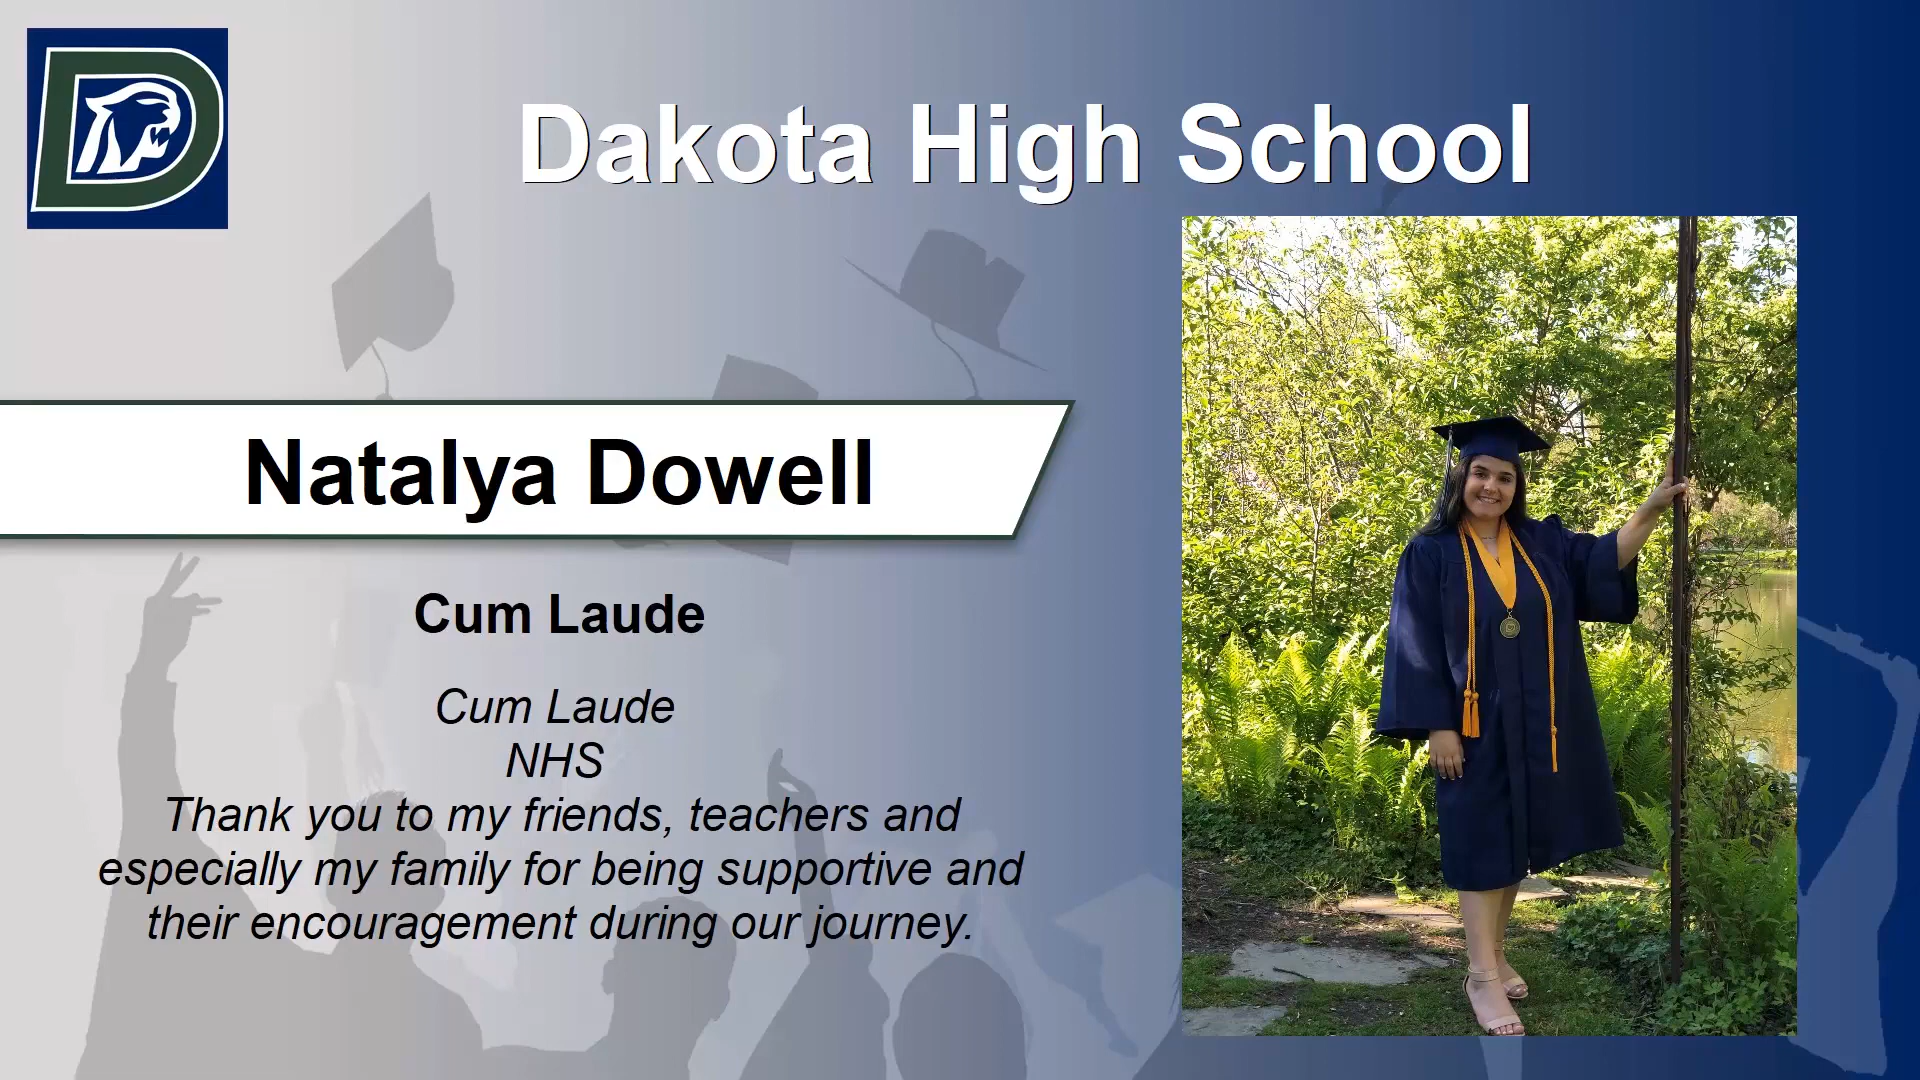 Dakota High School
Natalya Dowell
Cum Laude
Cum Laude
NHS
Thank you to my friends, teachers and
especially my family for being supportive and
their encouragement during our journey.